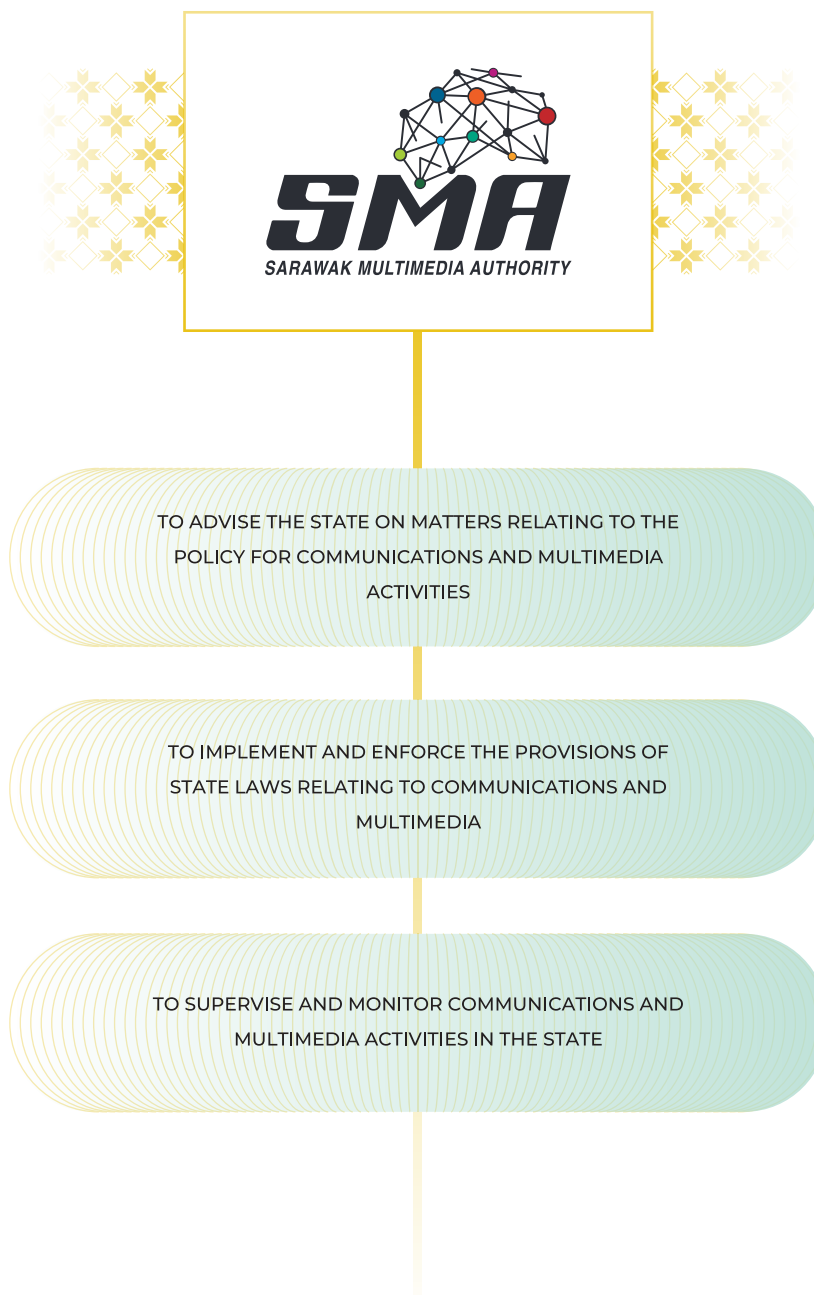 SMA
SARAWAK MULTIMEDIA AUTHORITY
TO ADVISE THE STATE ON MATTERS RELATING TO THE
POLICY FOR COMMUNICATIONS AND MULTIMEDIA
ACTIVITIES
TO IMPLEMENT AND ENFORCE THE PROVISIONS OF
STATE LAWS RELATING TO COMMUNICATIONS AND
MULTIMEDIA
TO SUPERVISE AND MONITOR COMMUNICATIONS AND
MULTIMEDIA ACTIVITIES IN THE STATE